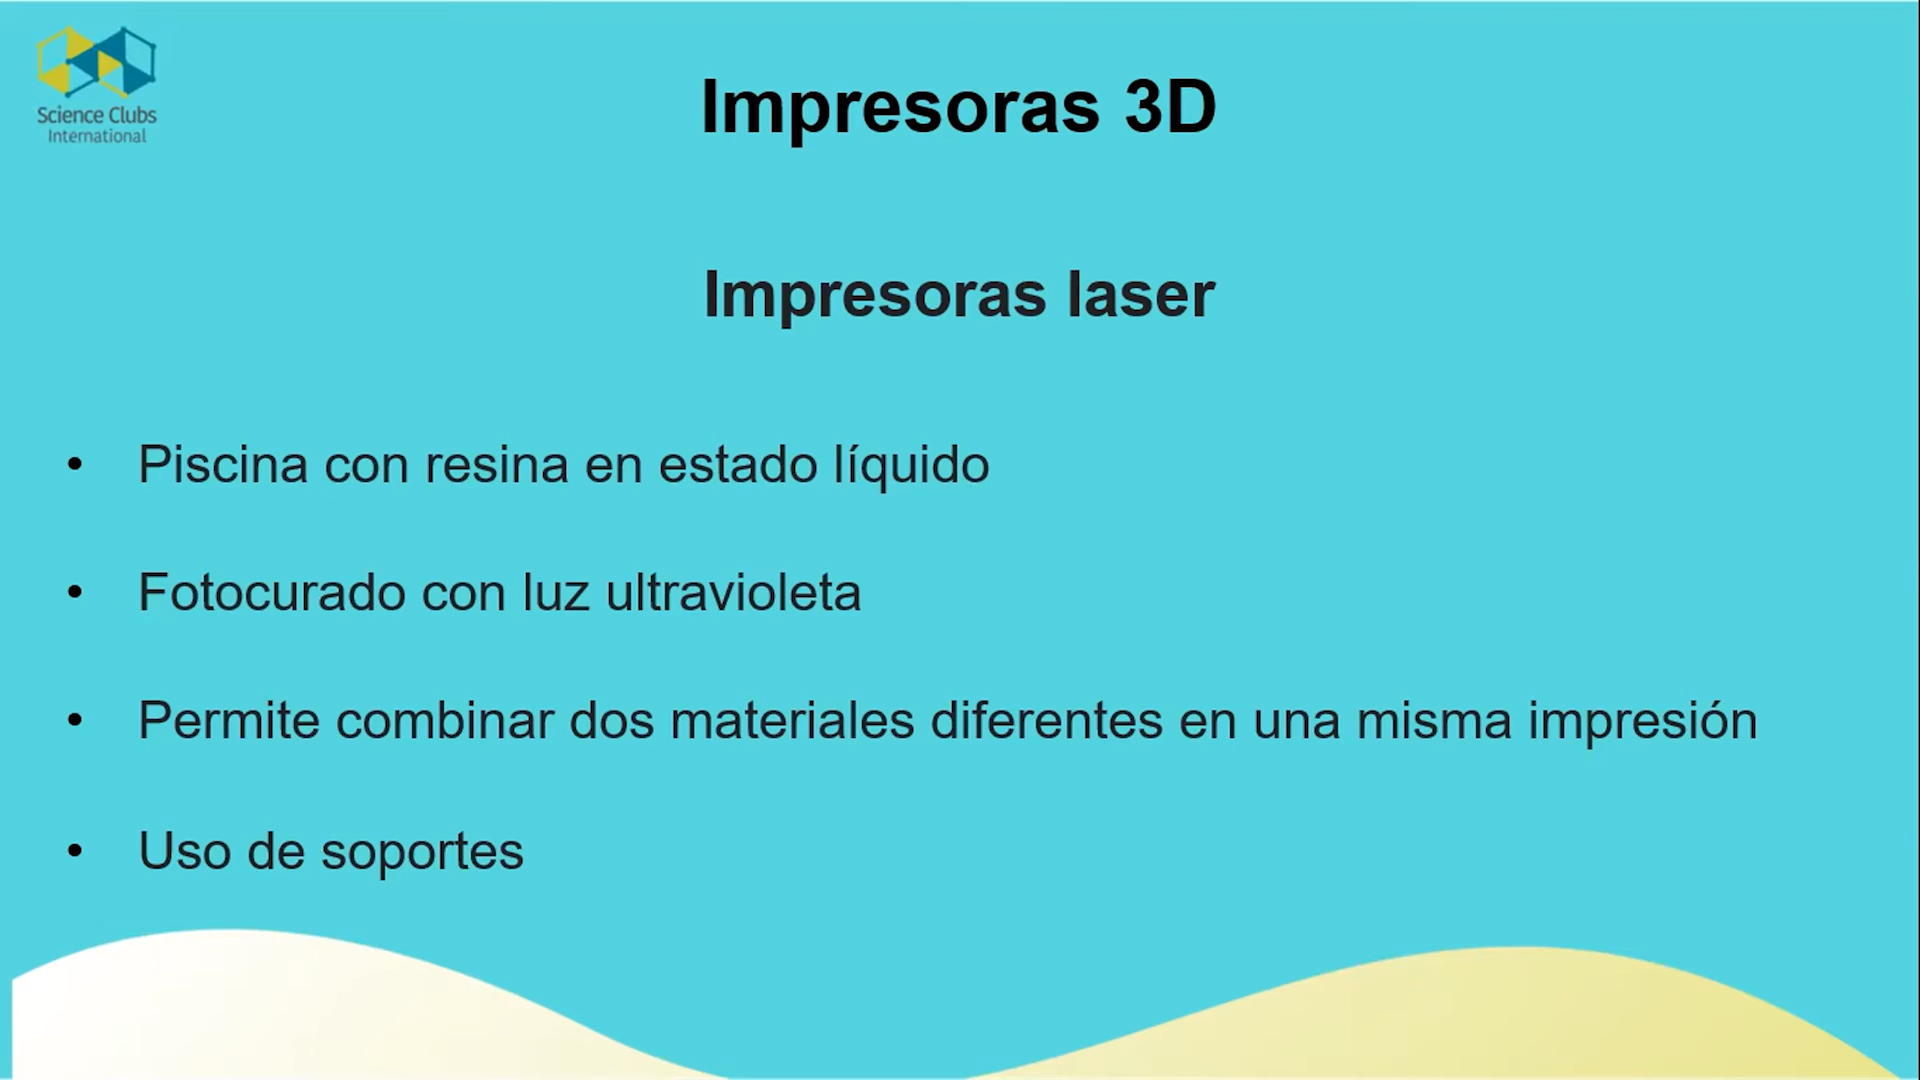 Science Clubs
International
Impresoras 3D
Impresoras laser
• Piscina con resina en estado líquido
• Fotocurado con luz ultravioleta
• Permite combinar dos materiales diferentes en una misma impresión
• Uso de soportes